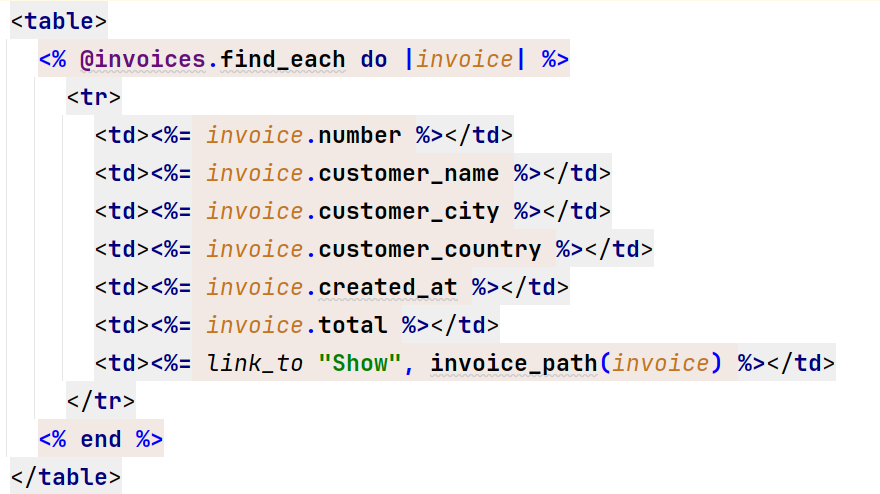 <table>
<% @invoices.find_each do |invoice| %>
<tr>
<td><%= invoice.number %></td>
<td><%= invoice.customer_name %></td>
<td><%= invoice.customer_city %></td>
<td><%= invoice.customer_country %></td>
<td><%= invoice.created_at %></td>
<td><%= invoice.total %></td>
<td><%= link_to "Show", invoice_path(invoice) %></td>
</tr>
<% end %>
</table>